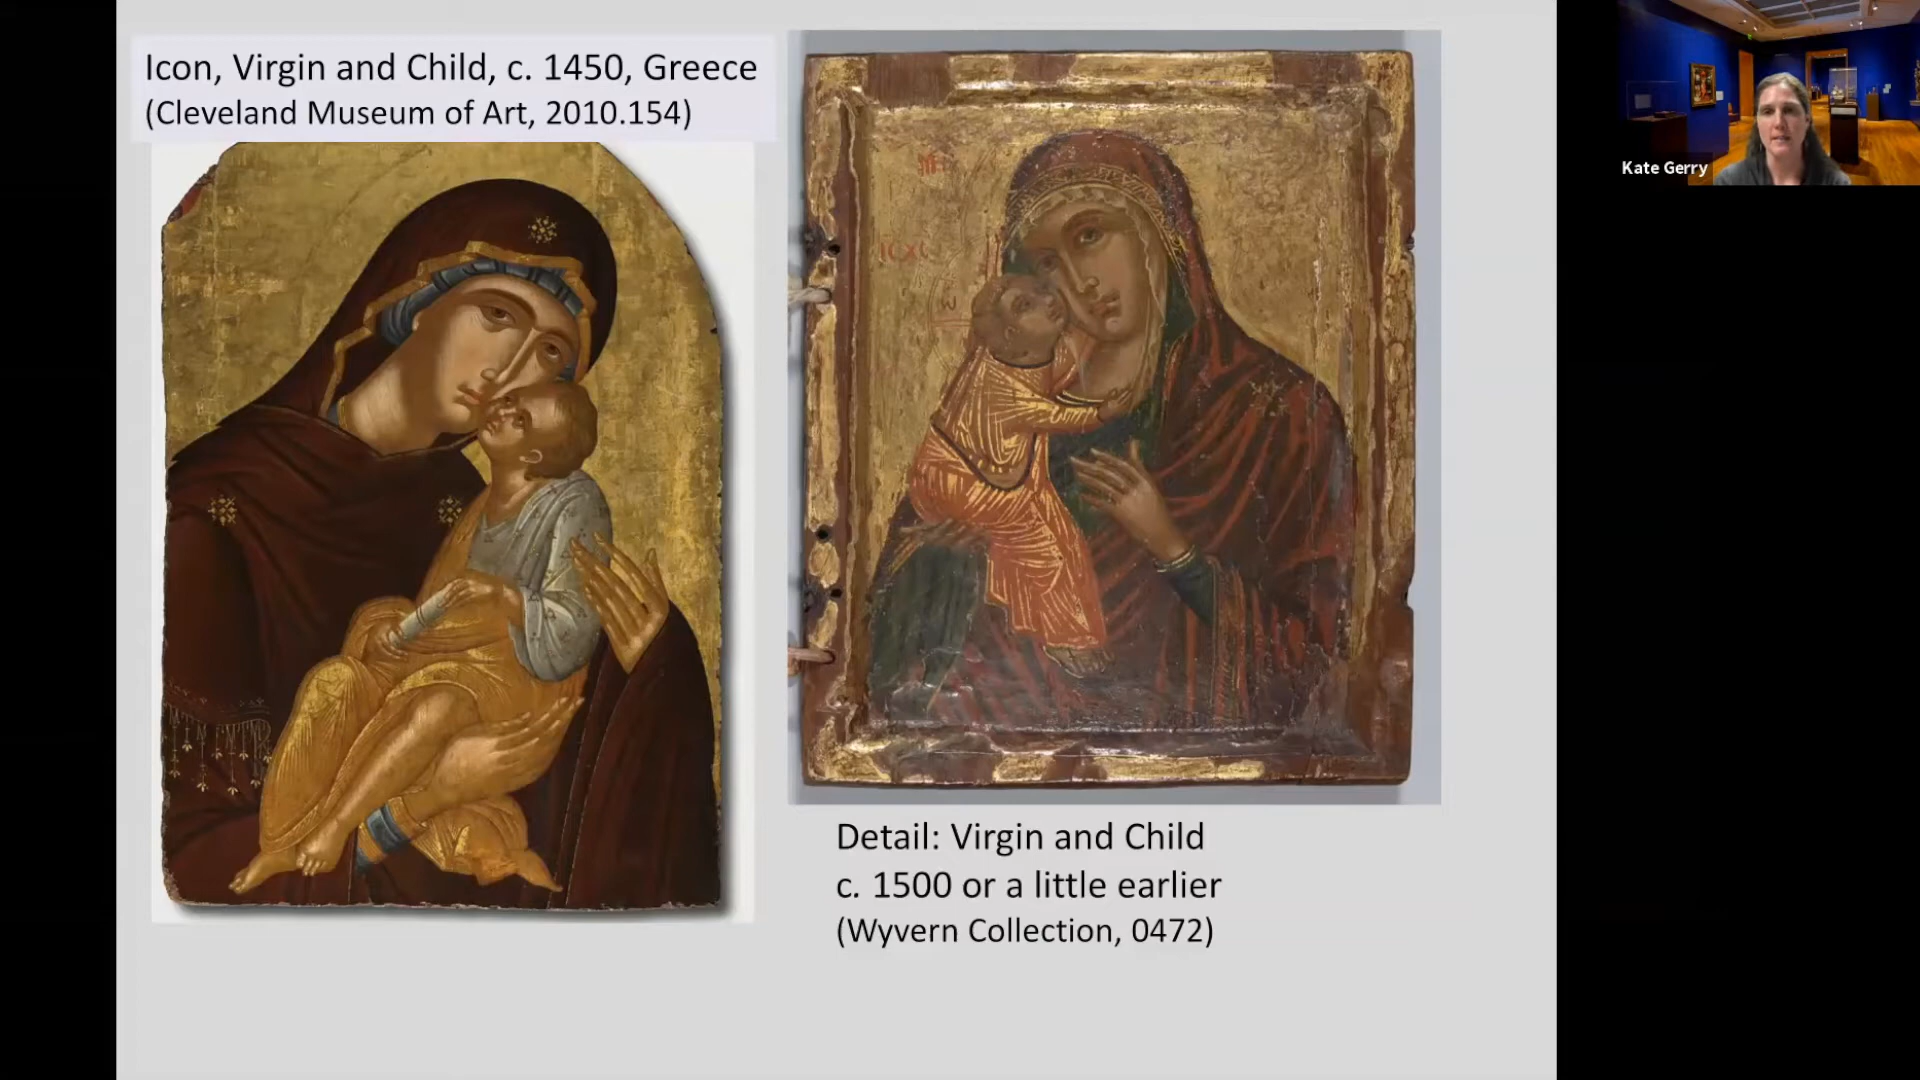 Icon, Virgin and Child, c. 1450, Greece
(Cleveland Museum of Art, 2010.154)
Detail: Virgin and Child
c. 1500 or a little earlier
(Wyvern Collection, 0472)
Kate Gerry